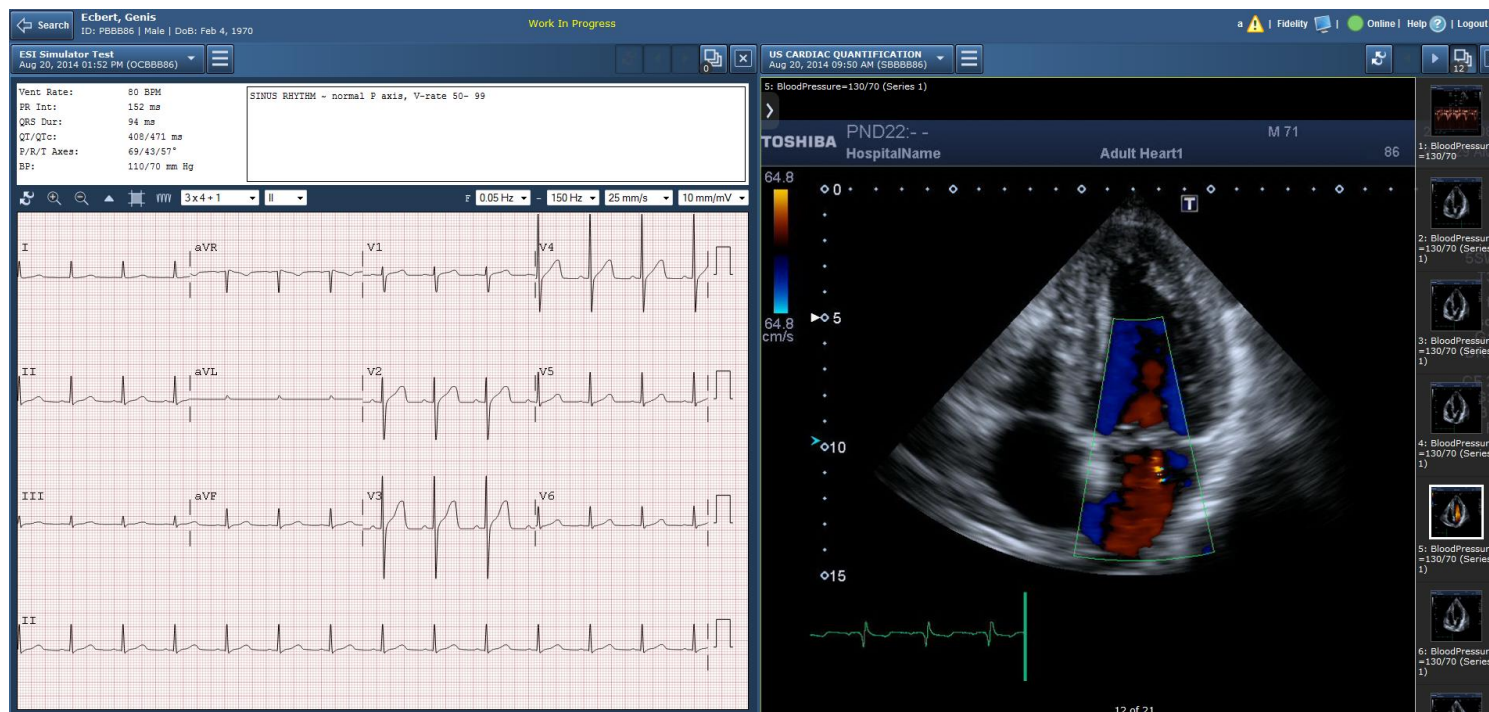 Search
Ecbert, Genis
ID: PBBB86 | Male | DoB: Feb 4, 1970
Work In Progress
a | Fidelity | Online | Help ? | Logout
ESI Simulator Test
Aug 20, 2014 01:52 PM (OCBBB86)
0
Vent Rate: 80 BPM
PR Int: 152 ms
QRS Dur: 94 ms
QT/QTc: 408/471 ms
P/R/T Axes: 69/43/57°
BP: 110/70 mm Hg
SINUS RHYTHM - normal P axis, V-rate 50- 99
3x4+1 II F 0.05 Hz - 150 Hz 25 mm/s 10 mm/mV
I aVR V1 V4
II aVL V2 V5
III aVF V3 V6
II
US CARDIAC QUANTIFICATION
Aug 20, 2014 09:50 AM (SBBBB86)
12
5: BloodPressure=130/70 (Series 1)
TOSHIBA
PND22:- -
M 71
HospitalName
Adult Heart1
86
64.8
0
T
64.8
cm/s
5
10
15
12 of 21
1: BloodPressur
=130/70
2: BloodPressur
=130/70 (Series
1)
3: BloodPressur
=130/70 (Series
1)
4: BloodPressur
=130/70 (Series
1)
5: BloodPressur
=130/70 (Series
1)
6: BloodPressur
=130/70 (Series
1)